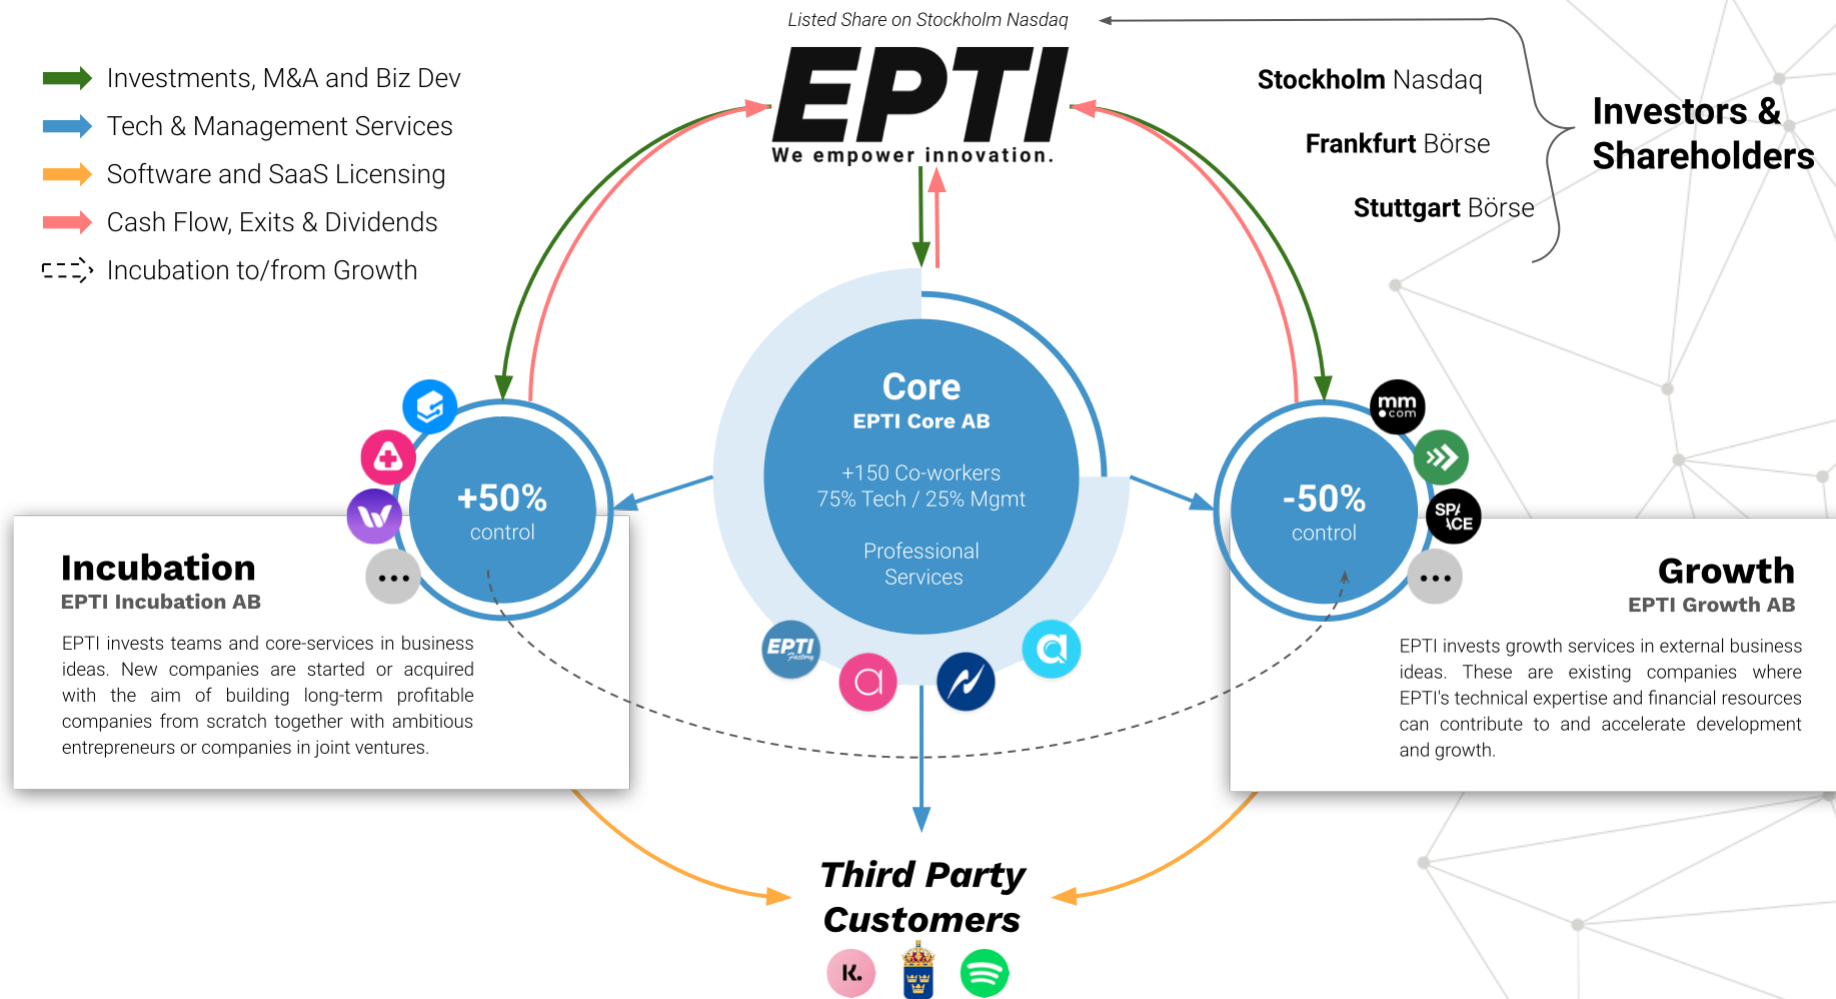 Listed Share on Stockholm Nasdaq
EPTI
We empower innovation.
Investments, M&A and Biz Dev
Tech & Management Services
Software and SaaS Licensing
Cash Flow, Exits & Dividends
Incubation to/from Growth
Stockholm Nasdaq
Frankfurt Börse
Stuttgart Börse
Investors &
Shareholders
Core
EPTI Core AB
+150 Co-workers
75% Tech / 25% Mgmt
Professional
Services
EPTI
Factory
+50%
control
Incubation
EPTI Incubation AB
EPTI invests teams and core-services in business
ideas. New companies are started or acquired
with the aim of building long-term profitable
companies from scratch together with ambitious
entrepreneurs or companies in joint ventures.
-50%
control
mm
com
SPA
ACE
Growth
EPTI Growth AB
EPTI invests growth services in external business
ideas. These are existing companies where
EPTI's technical expertise and financial resources
can contribute to and accelerate development
and growth.
Third Party
Customers
K.